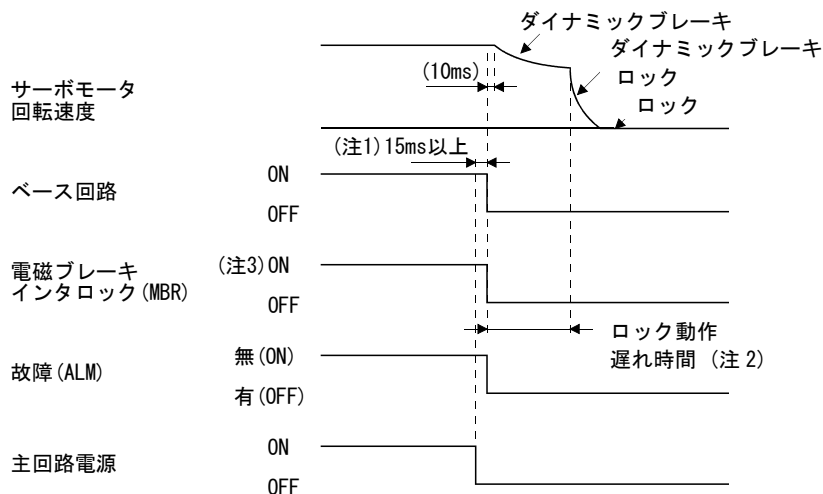 ダイナミックブレーキ
ダイナミックブレーキ
ロック
ロック
(10ms)
サーボモータ
回転速度
(注1)15ms以上
ベース回路
ON
OFF
電磁ブレーキ
インタロック(MBR)
(注3)ON
OFF
ロック動作
遅れ時間 (注2)
故障(ALM)
無(ON)
有(OFF)
主回路電源
ON
OFF